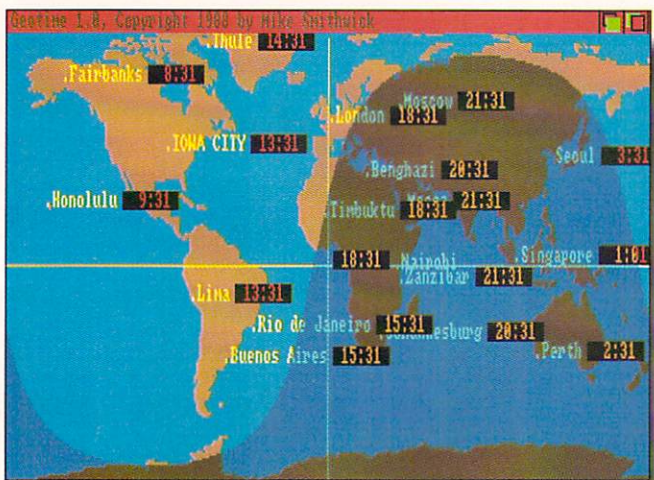 Geotime 1.0, Copyright 1988 by Mike Smithwick
.Thule 14:31
.Fairbanks 8:31
.Moscow 21:31
.London 18:31
.IOWA CITY 13:31
Seoul 3:31
.Benghazi 20:31
.Honolulu 9:31
21:31
.Timbuktu 18:31
18:31 .Nairobi
.Singapore 1:01
.Zanzibar 21:31
.Lima 13:31
.Rio de Janeiro 15:31
.Johannesburg 20:31
.Buenos Aires 15:31
.Perth 2:31